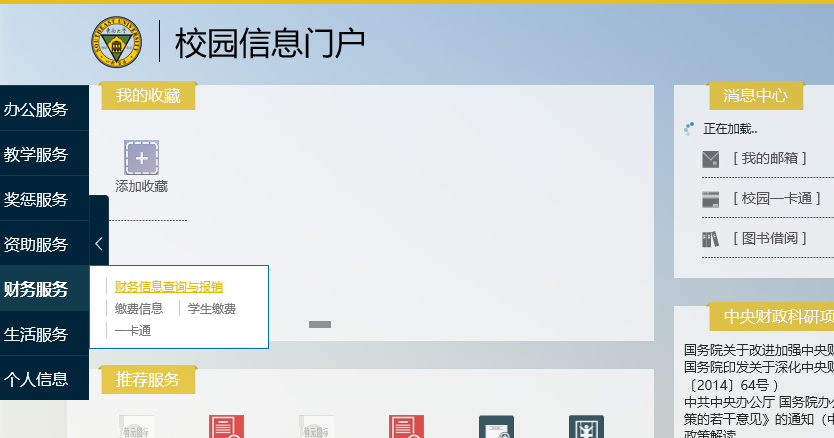 SOUTHEAST UNIVERSITY
校园信息门户
办公服务
教学服务
奖惩服务
资助服务
财务服务
生活服务
个人信息
我的收藏
添加收藏
财务信息查询与报销
缴费信息 学生缴费
一卡通
推荐服务
消息中心
正在加载..
[ 我的邮箱 ]
[ 校园一卡通 ]
[ 图书借阅 ]
中央财政科研项
国务院关于改进加强中央财
国务院印发关于深化中央财
〔2014〕64号 )
中共中央办公厅 国务院办公
策的若干意见》的通知（中
政策解读